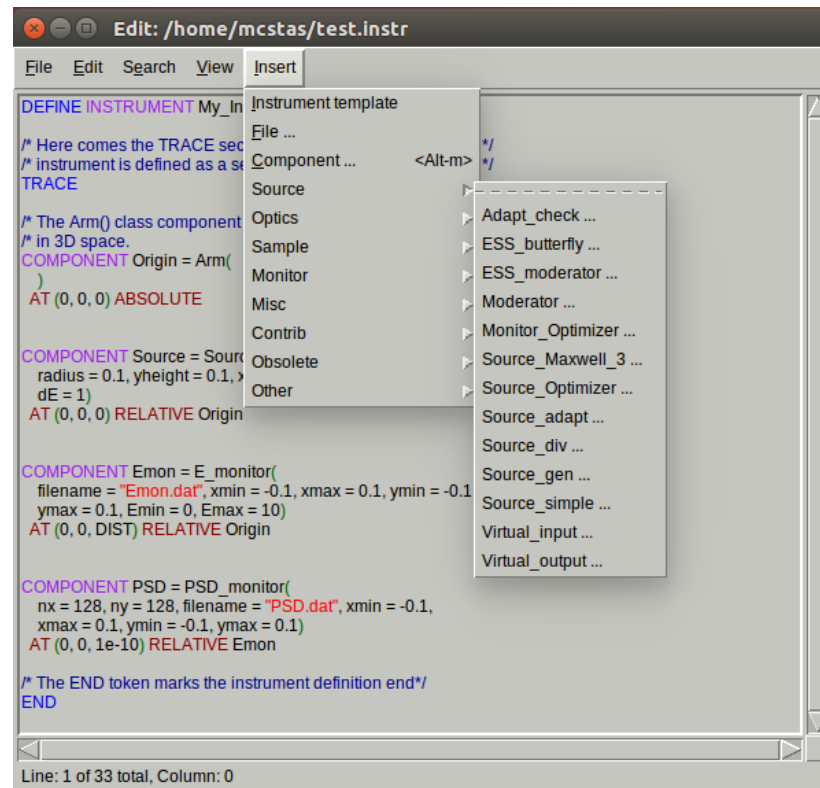 Edit: /home/mcstas/test.instr
File Edit Search View Insert
DEFINE INSTRUMENT My_In
/* Here comes the TRACE sec
*/
/* instrument is defined as a se
*/
TRACE
/* The Arm() class component
/* in 3D space.
COMPONENT Origin = Arm(
)
AT (0, 0, 0) ABSOLUTE
COMPONENT Source = Sourc
radius = 0.1, yheight = 0.1, x
dE = 1)
AT (0, 0, 0) RELATIVE Origin
COMPONENT Emon = E_monitor(
filename = "Emon.dat", xmin = -0.1, xmax = 0.1, ymin = -0.1
ymax = 0.1, Emin = 0, Emax = 10)
AT (0, 0, DIST) RELATIVE Origin
COMPONENT PSD = PSD_monitor(
nx = 128, ny = 128, filename = "PSD.dat", xmin = -0.1,
xmax = 0.1, ymin = -0.1, ymax = 0.1)
AT (0, 0, 1e-10) RELATIVE Emon
/* The END token marks the instrument definition end*/
END
Instrument template
File ...
Component ... <Alt-m>
Source
Optics
Sample
Monitor
Misc
Contrib
Obsolete
Other
Adapt_check ...
ESS_butterfly ...
ESS_moderator ...
Moderator ...
Monitor_Optimizer ...
Source_Maxwell_3 ...
Source_Optimizer ...
Source_adapt ...
Source_div ...
Source_gen ...
Source_simple ...
Virtual_input ...
Virtual_output ...
Line: 1 of 33 total, Column: 0